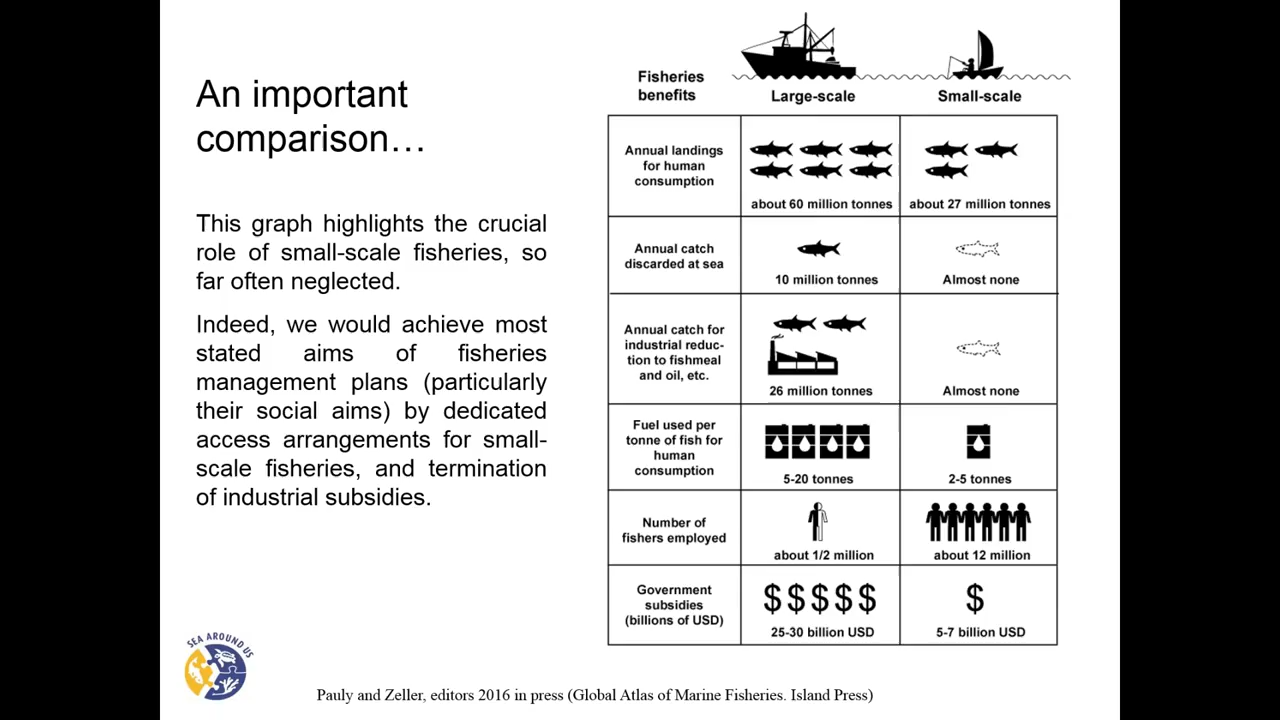 An important
comparison…
This graph highlights the crucial
role of small-scale fisheries, so
far often neglected.
Indeed, we would achieve most
stated aims of fisheries
management plans (particularly
their social aims) by dedicated
access arrangements for small-
scale fisheries, and termination
of industrial subsidies.
Fisheries
benefits
Large-scale
Small-scale
Annual landings
for human
consumption
about 60 million tonnes
about 27 million tonnes
Annual catch
discarded at sea
10 million tonnes
Almost none
Annual catch for
industrial reduc-
tion to fishmeal
and oil, etc.
26 million tonnes
Almost none
Fuel used per
tonne of fish for
human
consumption
5-20 tonnes
2-5 tonnes
Number of
fishers employed
about 1/2 million
about 12 million
Government
subsidies
(billions of USD)
$$$$$
25-30 billion USD
$
5-7 billion USD
SEA AROUND US
Pauly and Zeller, editors 2016 in press (Global Atlas of Marine Fisheries. Island Press)